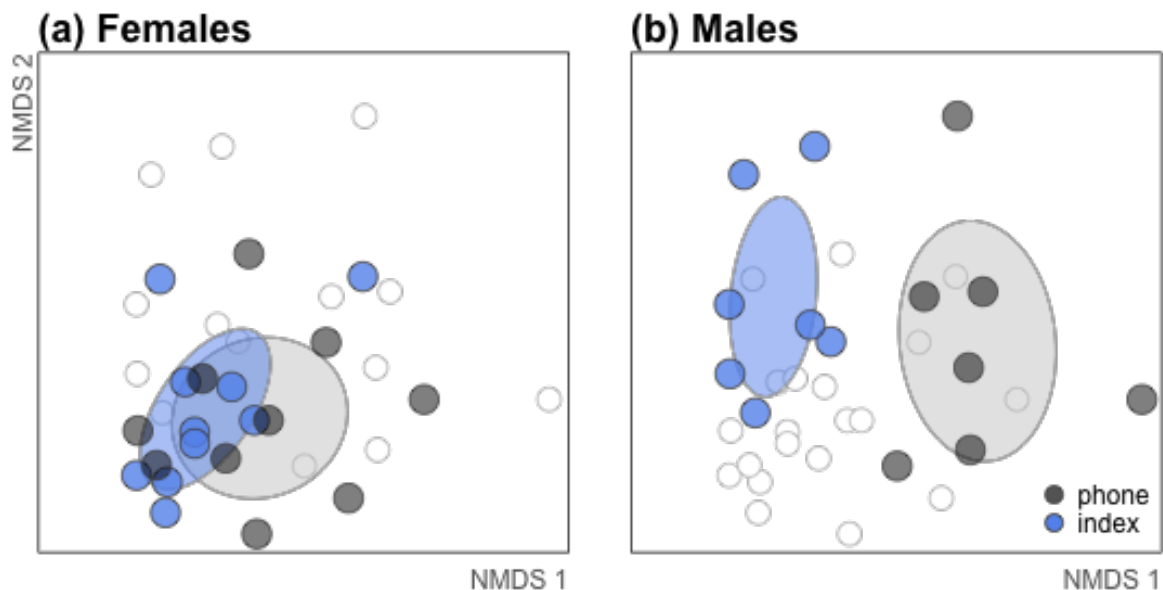 (a) Females
NMDS 2
NMDS 1
(b) Males
phone
index
NMDS 1